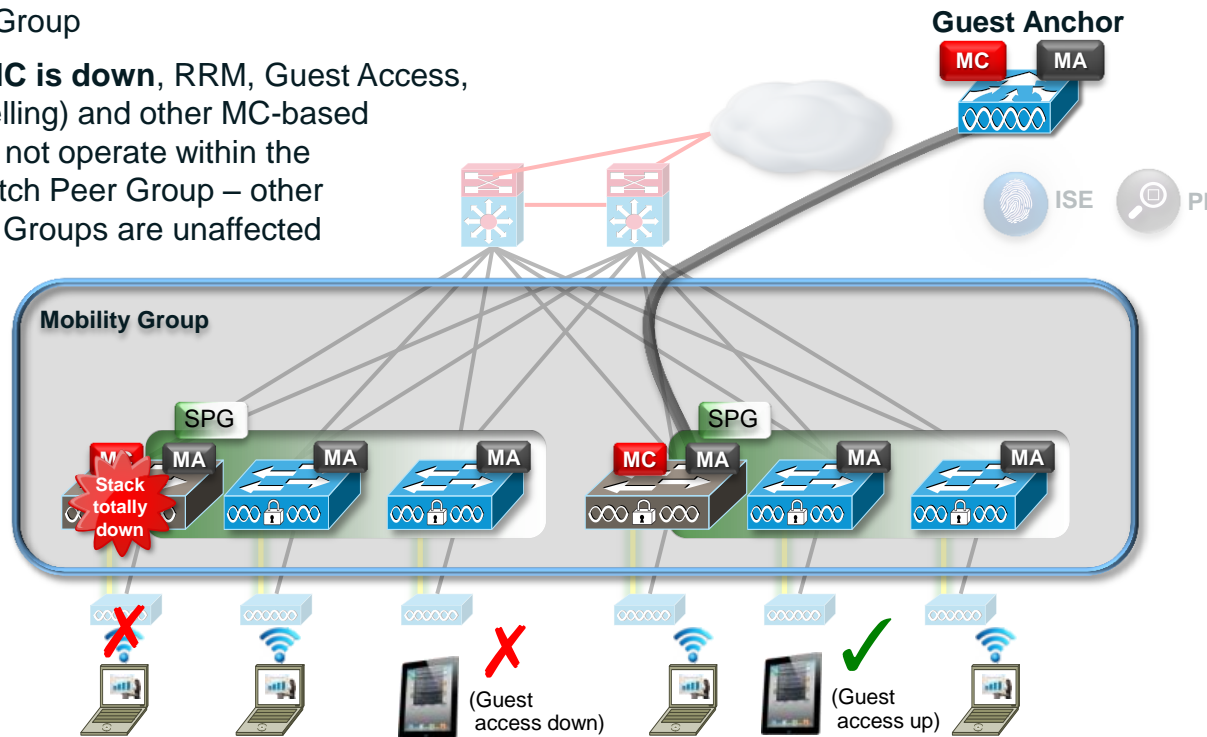 Group
Guest Anchor
MC is down, RRM, Guest Access,
elling) and other MC-based
not operate within the
tch Peer Group – other
Groups are unaffected
MC
MA
ISE
Mobility Group
SPG
SPG
MA
MA
MA
MC
MA
MA
MA
Stack
totally
down
(Guest
access down)
(Guest
access up)